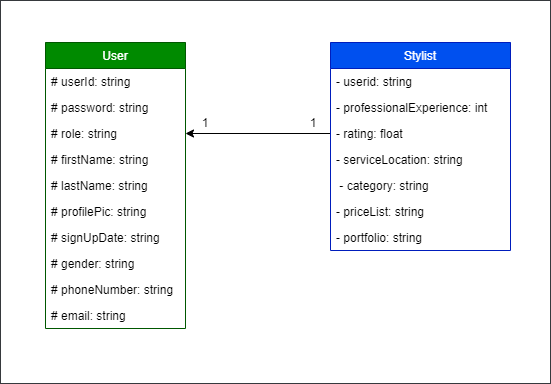 User
# userId: string
# password: string
# role: string
# firstName: string
# lastName: string
# profilePic: string
# signUpDate: string
# gender: string
# phoneNumber: string
# email: string
1
1
Stylist
- userid: string
- professionalExperience: int
- rating: float
- serviceLocation: string
- category: string
- priceList: string
- portfolio: string